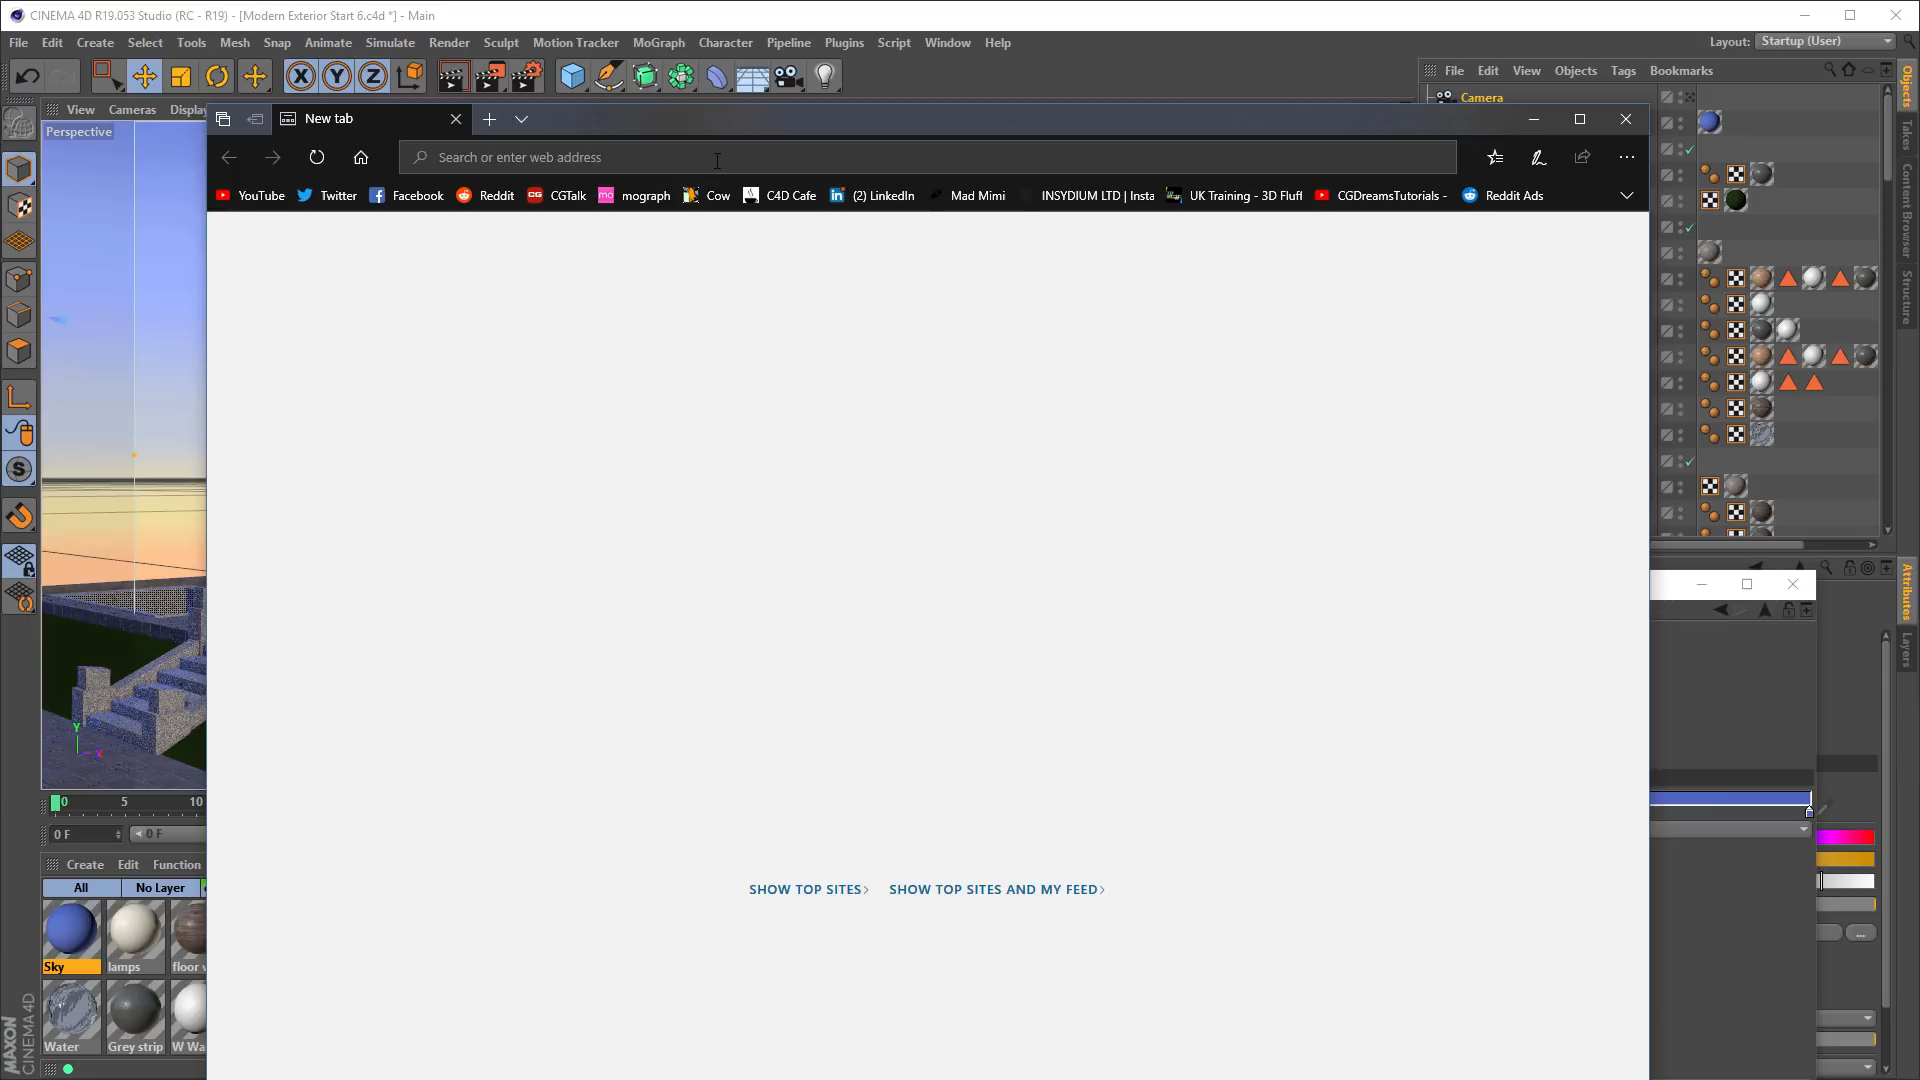 CINEMA 4D R19.053 Studio (RC - R19) - [Modern Exterior Start 6.c4d *] - Main
File Edit Create Select Tools Mesh Snap Animate Simulate Render Sculpt Motion Tracker MoGraph Character Pipeline Plugins Script Window Help
Layout: Startup (User)
X Y Z
File Edit View Objects Tags Bookmarks
View Cameras Display
Camera
New tab
Perspective
Search or enter web address
YouTube Twitter Facebook Reddit CGTalk mograph Cow C4D Cafe (2) LinkedIn Mad Mimi INSYDIUM LTD | Insta UK Training - 3D Fluff CGDreamsTutorials - Reddit Ads
Objects
Takes
Content Browser
Structure
Attributes
Layers
Y
X
0 5 10
0 F
0 F
Create Edit Function
All No Layer
SHOW TOP SITES SHOW TOP SITES AND MY FEED
Sky lamps floor
Water Grey strip W Wa
MAXON
CINEMA 4D
...